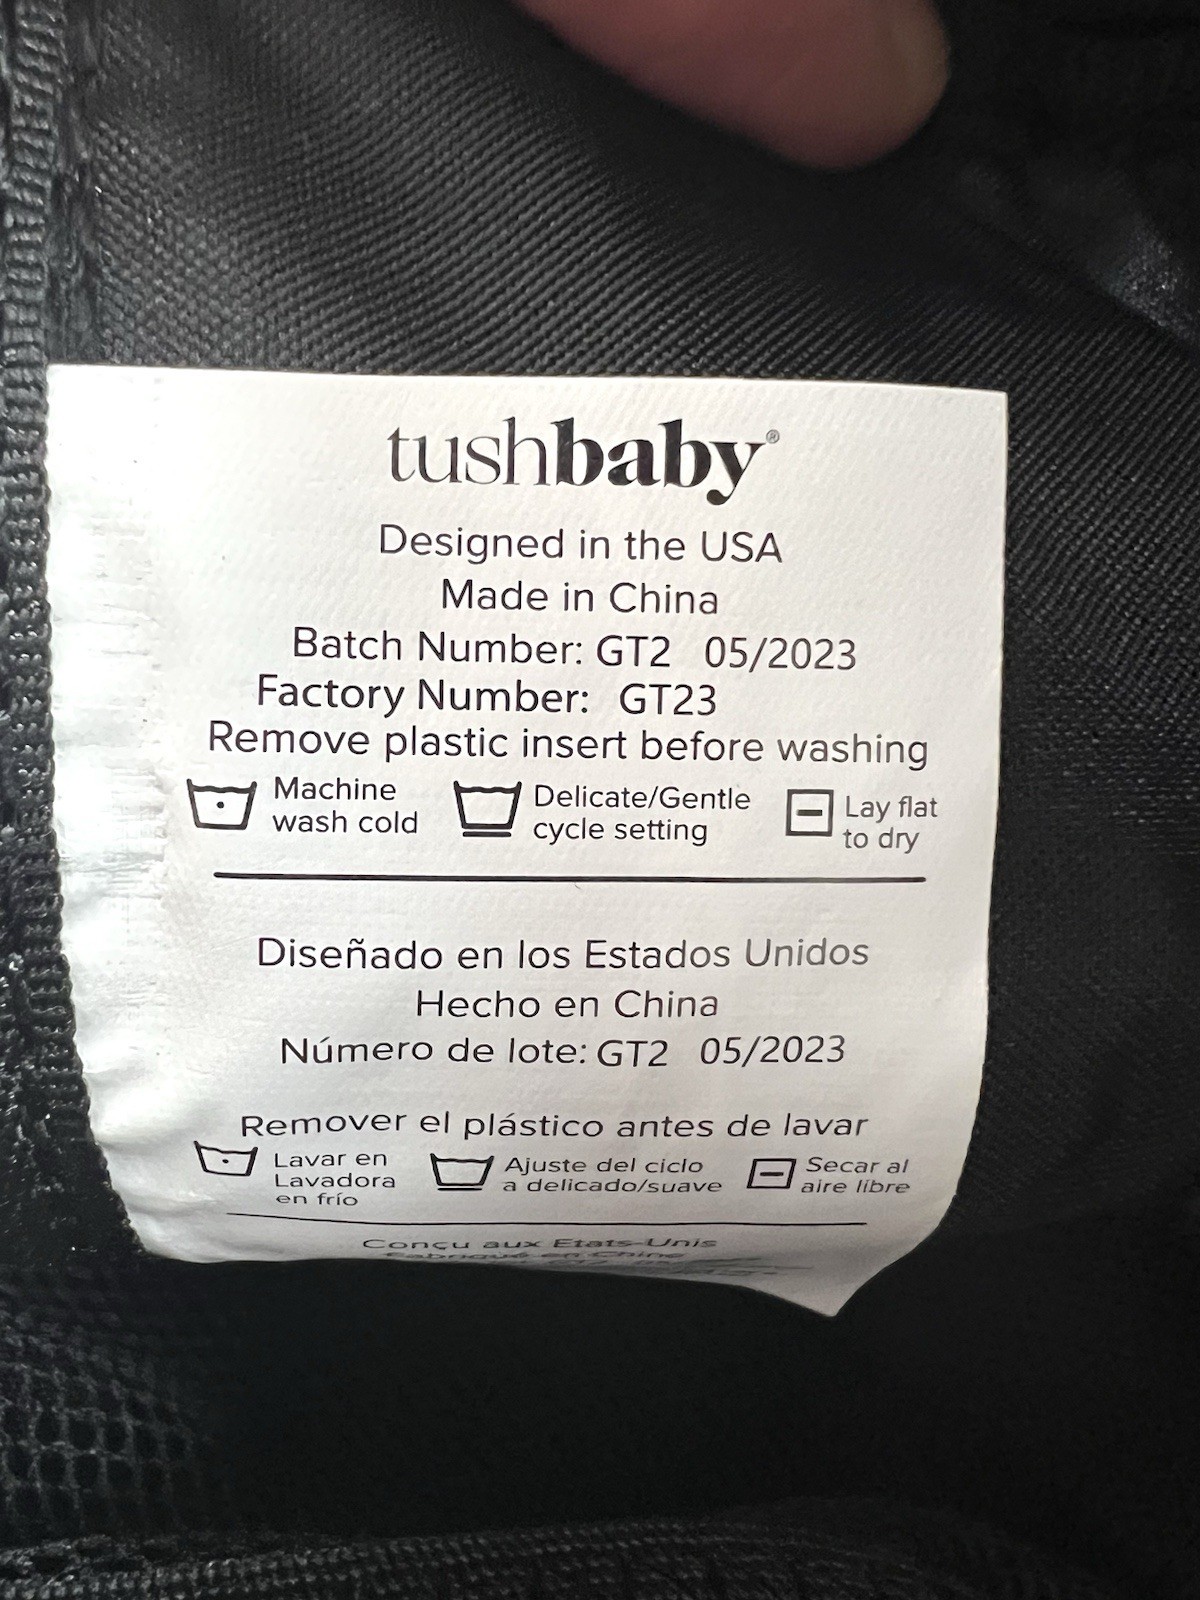 tushbaby®
Designed in the USA
Made in China
Batch Number: GT2 05/2023
Factory Number: GT23
Remove plastic insert before washing
Machine wash cold
Delicate/Gentle cycle setting
Lay flat to dry
Diseñado en los Estados Unidos
Hecho en China
Número de lote: GT2 05/2023
Remover el plástico antes de lavar
Lavar en Lavadora en frío
Ajuste del ciclo a delicado/suave
Secar al aire libre
Conçu aux Etats-Unis
Fabriqué en Chine